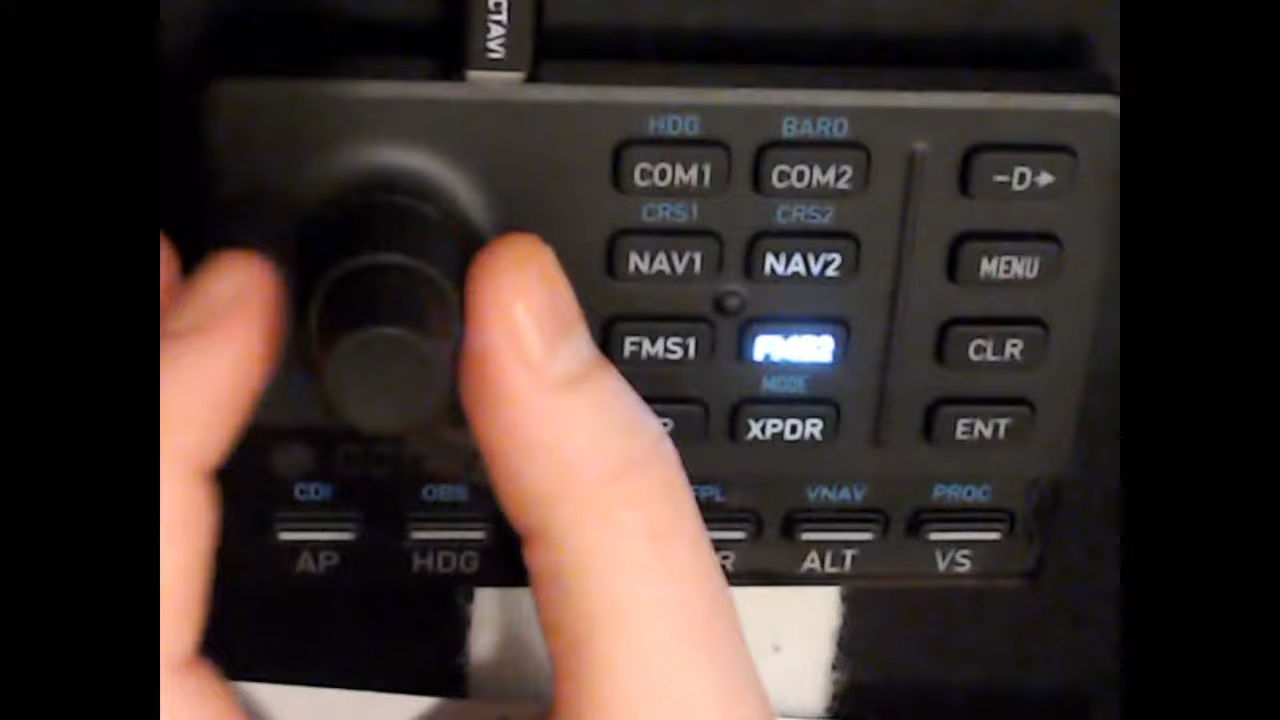 CTAVI
HDG BARO
COM1 COM2 -D→
CRS1 CRS2
NAV1 NAV2 MENU
FMS1 FMS2 CLR
MODE
P XPDR ENT
CDI OBS FPL VNAV PROC
AP HDG R ALT VS